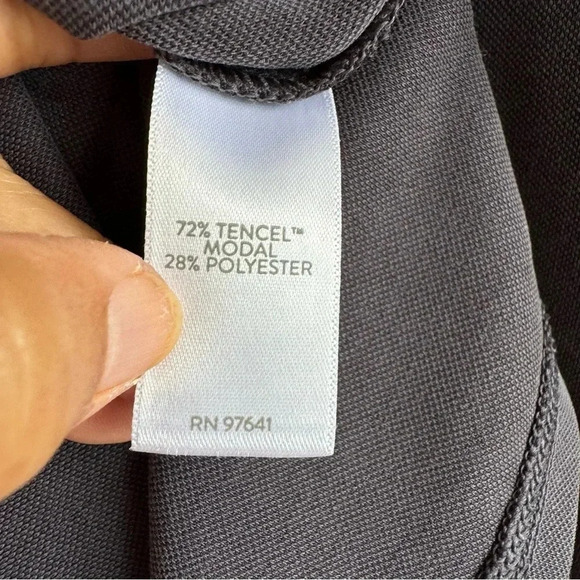 72% TENCEL™
MODAL
28% POLYESTER
RN 97641